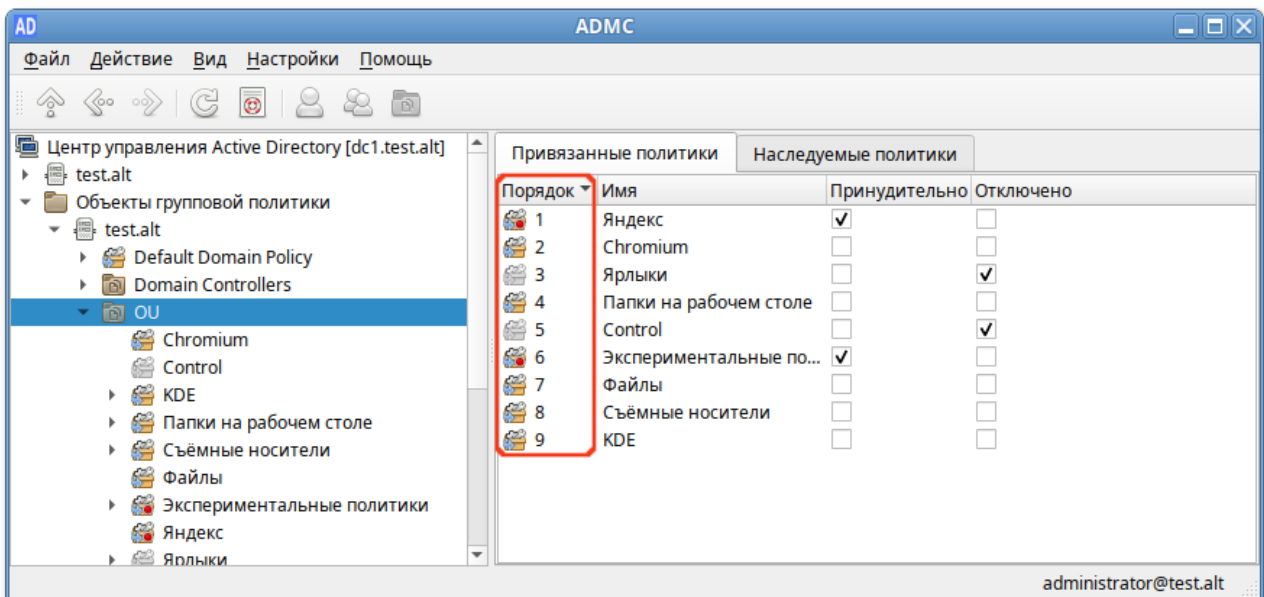 AD
ADMC
Файл Действие Вид Настройки Помощь
Центр управления Active Directory [dc1.test.alt]
test.alt
Объекты групповой политики
test.alt
Default Domain Policy
Domain Controllers
OU
Chromium
Control
KDE
Папки на рабочем столе
Съёмные носители
Файлы
Экспериментальные политики
Яндекс
Ярлыки
Привязанные политики Наследуемые политики
Порядок Имя Принудительно Отключено
1 Яндекс
2 Chromium
3 Ярлыки
4 Папки на рабочем столе
5 Control
6 Экспериментальные по...
7 Файлы
8 Съёмные носители
9 KDE
administrator@test.alt